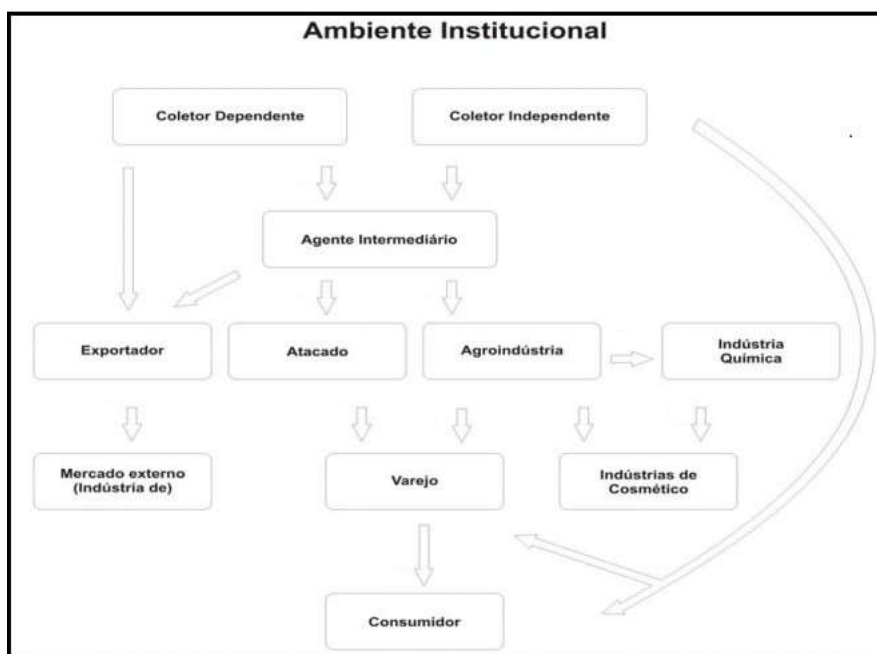 Ambiente Institucional
Coletor Dependente
Coletor Independente
Agente Intermediário
Exportador
Atacado
Agroindústria
Indústria
Química
Mercado externo
(Indústria de)
Varejo
Indústrias de
Cosmético
Consumidor